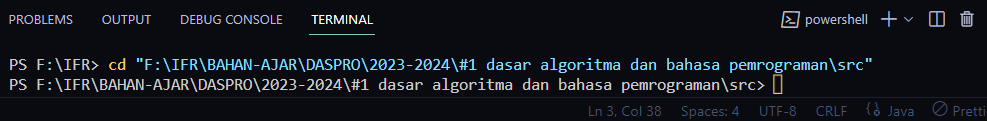 PROBLEMS OUTPUT DEBUG CONSOLE TERMINAL powershell
PS F:\IFR> cd "F:\IFR\BAHAN-AJAR\DASPRO\2023-2024\#1 dasar algoritma dan bahasa pemrograman\src"
PS F:\IFR\BAHAN-AJAR\DASPRO\2023-2024\#1 dasar algoritma dan bahasa pemrograman\src>
Ln 3, Col 38 Spaces: 4 UTF-8 CRLF Java Pretti